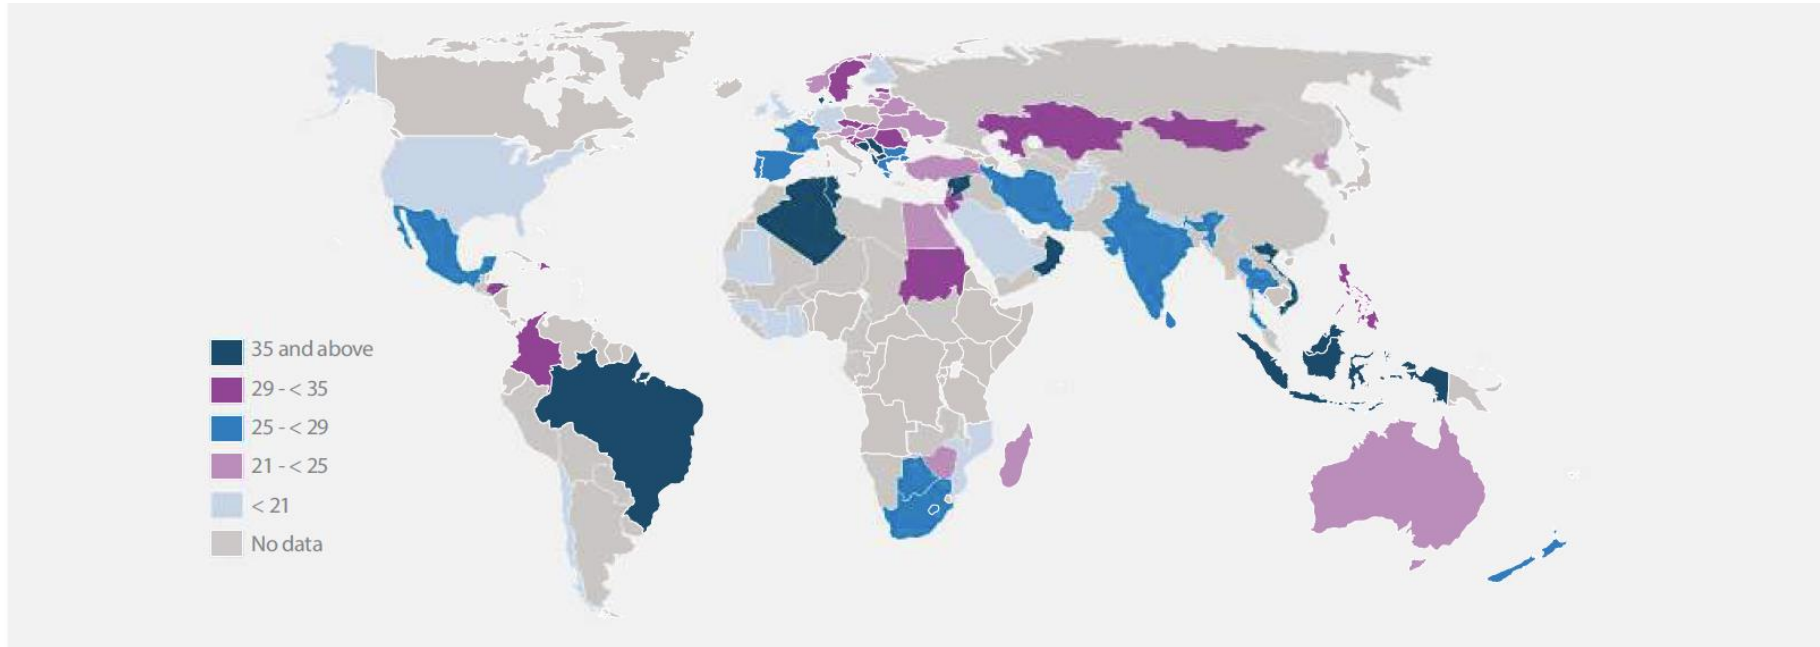 35 and above
29 - < 35
25 - < 29
21 - < 25
< 21
No data